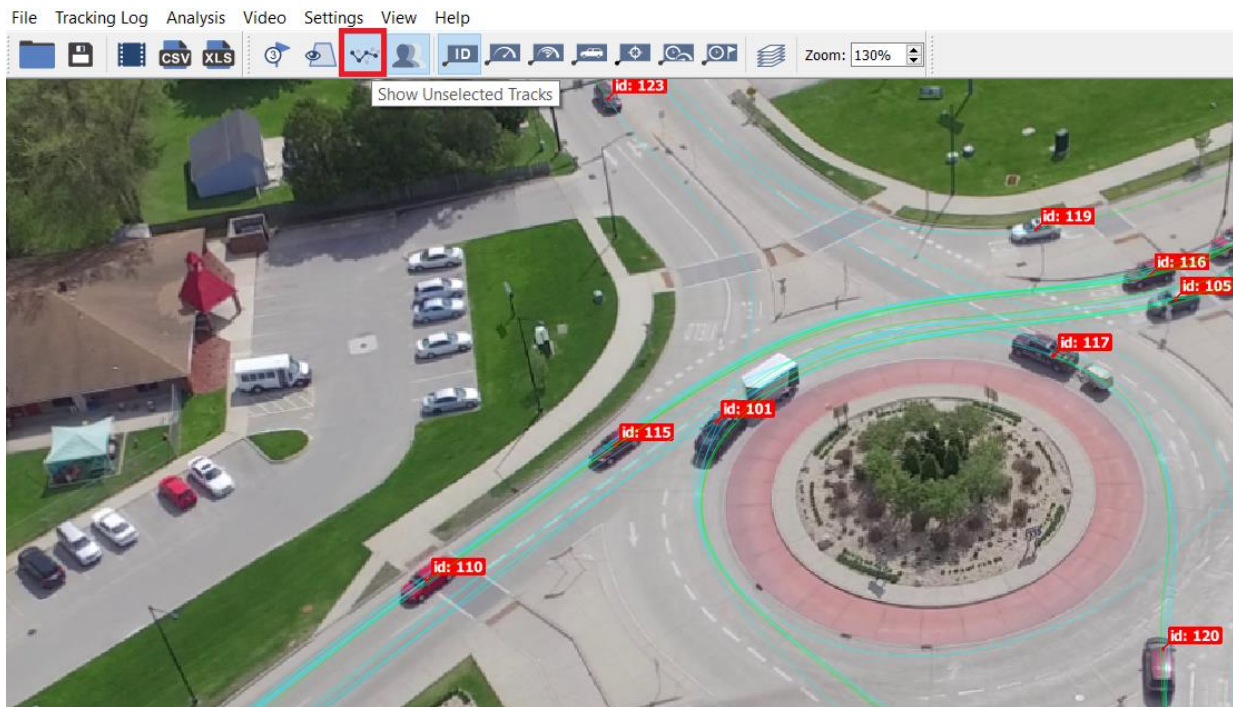 File Tracking Log Analysis Video Settings View Help
CSV XLS 3 ID Zoom: 130%
Show Unselected Tracks
id: 123
id: 119
id: 116
id: 105
id: 117
id: 101
id: 115
id: 110
id: 120